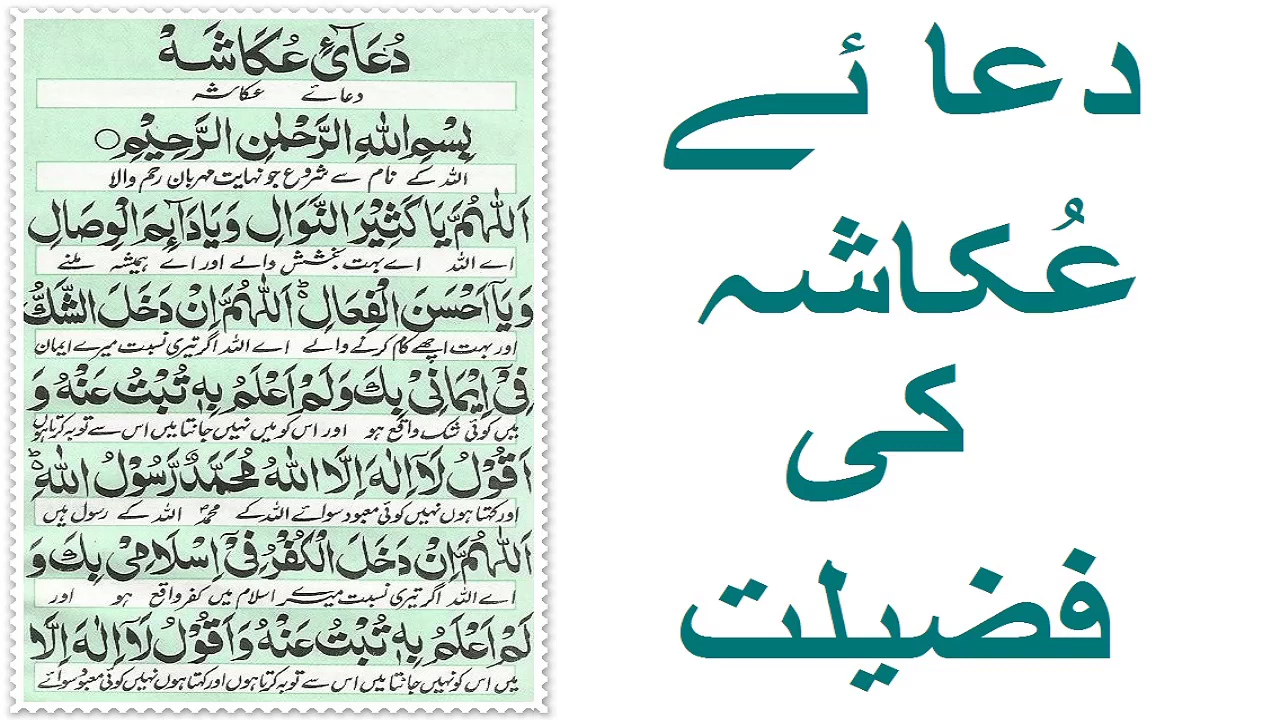 دُعَائِ عُكَاشَهْ
دعائے عکاشہ
بِسْمِ اللّٰهِ الرَّحْمٰنِ الرَّحِيْمِ○
اللہ کے نام سے شروع جو نہایت مہربان رحم والا
اَللّٰهُمَّ يَا كَثِيْرَ النَّوَالِ وَيَا دَآئِمَ الْوِصَالِ
اے اللہ اے بہت بخشش والے اور اے ہمیشہ ملنے
وَيَآ اَحْسَنَ الْفِعَالِ ؕ اَللّٰهُمَّ اِنْ دَخَلَ الشَّكُّ
اور بہت اچھے کام کرنے والے اے اللہ اگر تیری نسبت میرے ایمان
فِيْٓ اِيْمَانِيْ بِكَ وَلَمْ اَعْلَمُ بِهٖ تُبْتُ عَنْهُ وَ
میں کوئی شک واقع ہو اور اس کو میں نہیں جانتا میں اس سے توبہ کرتا ہوں
اَقُوْلُ لَآ اِلٰهَ اِلَّا اللّٰهُ مُحَمَّدٌ رَّسُوْلُ اللّٰهِ ؕ
اور کہتا ہوں نہیں کوئی معبود سوائے اللہ کے محمدؐ اللہ کے رسول ہیں
اَللّٰهُمَّ اِنْ دَخَلَ الْكُفْرُ فِيْٓ اِسْلَامِيْ بِكَ وَ
اے اللہ اگر تیری نسبت میرے اسلام میں کفر واقع ہو اور
لَمْ اَعْلَمُ بِهٖ تُبْتُ عَنْهُ وَ اَقُوْلُ لَآ اِلٰهَ اِلَّا
میں اس کو نہیں جانتا میں اس سے توبہ کرتا ہوں اور کہتا ہوں نہیں کوئی معبود سوائے
دعا ئے
عُکاشہ
کی
فضیلت